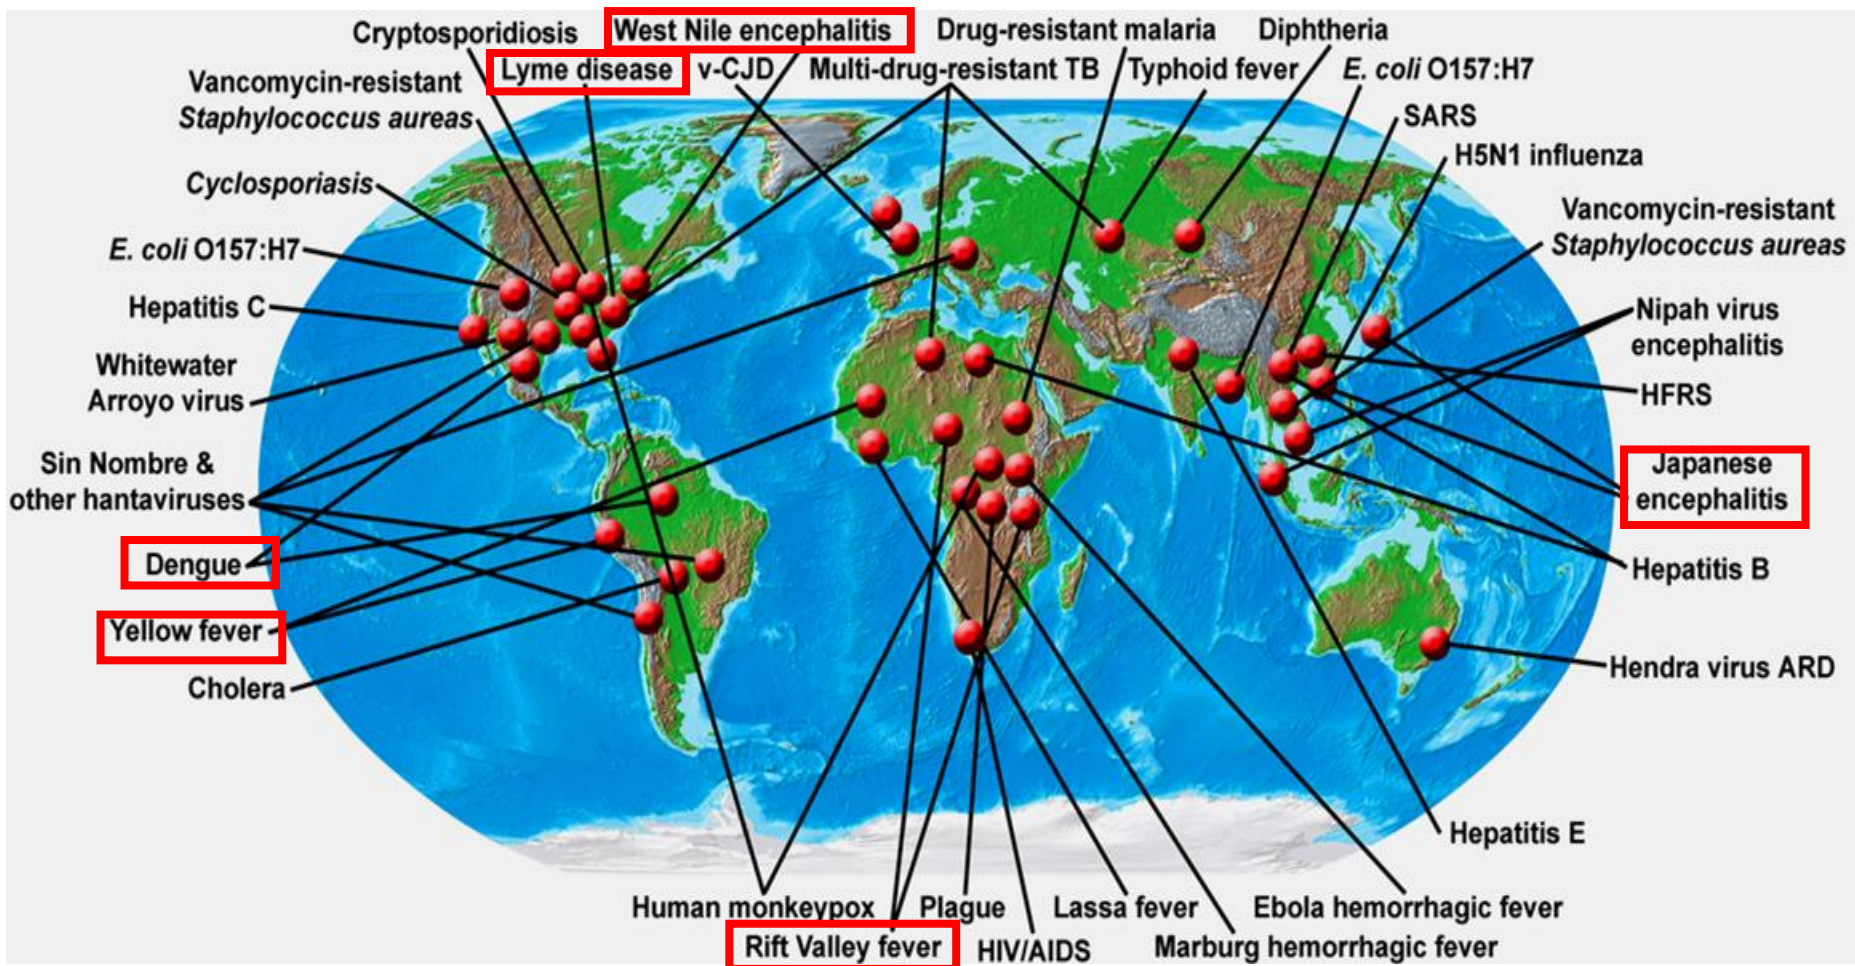 Cryptosporidiosis
West Nile encephalitis
Drug-resistant malaria
Diphtheria
Vancomycin-resistant
Staphylococcus aureas
Lyme disease
v-CJD
Multi-drug-resistant TB
Typhoid fever
E. coli O157:H7
SARS
H5N1 influenza
Cyclosporiasis
Vancomycin-resistant
Staphylococcus aureas
E. coli O157:H7
Hepatitis C
Nipah virus
encephalitis
Whitewater
Arroyo virus
HFRS
Sin Nombre &
other hantaviruses
Japanese
encephalitis
Dengue
Hepatitis B
Yellow fever
Hendra virus ARD
Cholera
Hepatitis E
Human monkeypox
Plague
Lassa fever
Ebola hemorrhagic fever
Rift Valley fever
HIV/AIDS
Marburg hemorrhagic fever